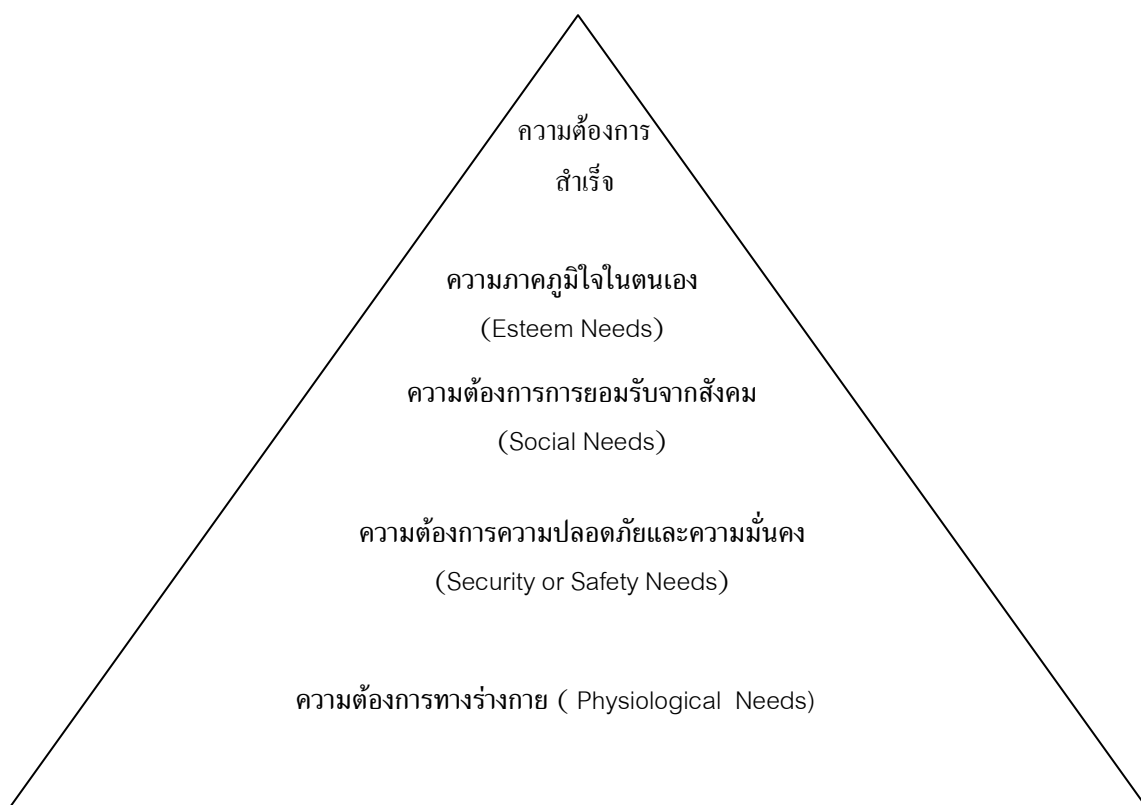 ความต้องการ
สำเร็จ
ความภาคภูมิใจในตนเอง
(Esteem Needs)
ความต้องการการยอมรับจากสังคม
(Social Needs)
ความต้องการความปลอดภัยและความมั่นคง
(Security or Safety Needs)
ความต้องการทางร่างกาย ( Physiological Needs)